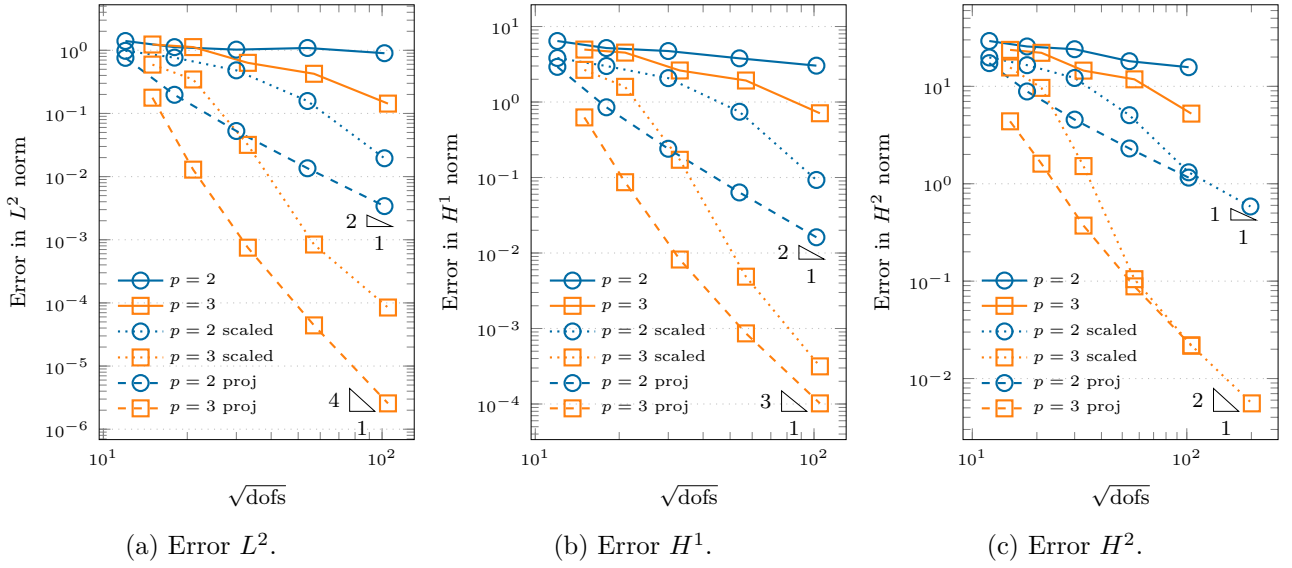 10^0
10^{-1}
10^{-2}
10^{-3}
10^{-4}
10^{-5}
10^{-6}
Error in L^2 norm
p = 2
p = 3
p = 2 scaled
p = 3 scaled
p = 2 proj
p = 3 proj
2
1
4
1
10^1
10^2
√dofs
(a) Error L^2.
10^1
10^0
10^{-1}
10^{-2}
10^{-3}
10^{-4}
Error in H^1 norm
p = 2
p = 3
p = 2 scaled
p = 3 scaled
p = 2 proj
p = 3 proj
2
1
3
1
10^1
10^2
√dofs
(b) Error H^1.
10^2
10^1
10^0
10^{-1}
10^{-2}
Error in H^2 norm
p = 2
p = 3
p = 2 scaled
p = 3 scaled
p = 2 proj
p = 3 proj
1
1
2
1
10^1
10^2
√dofs
(c) Error H^2.